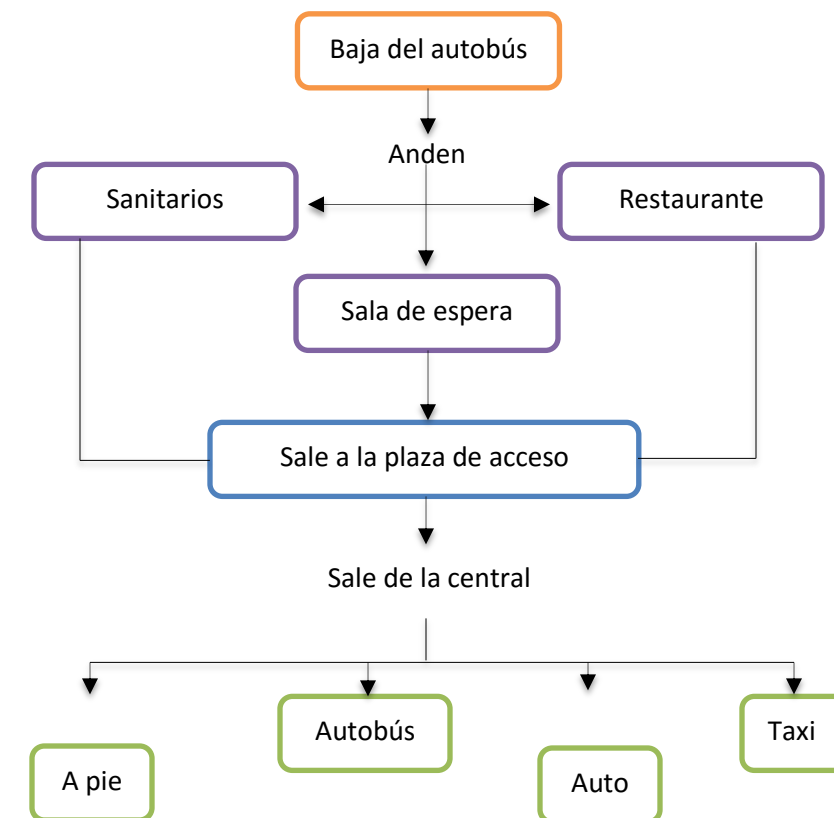 Baja del autobús
Anden
Sanitarios
Restaurante
Sala de espera
Sale a la plaza de acceso
Sale de la central
A pie
Autobús
Auto
Taxi